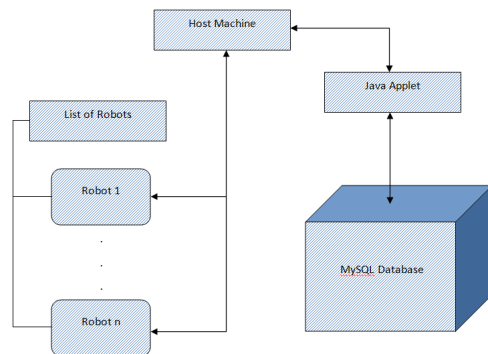 Host Machine
Java Applet
List of Robots
Robot 1
.
.
.
Robot n
MySQL Database